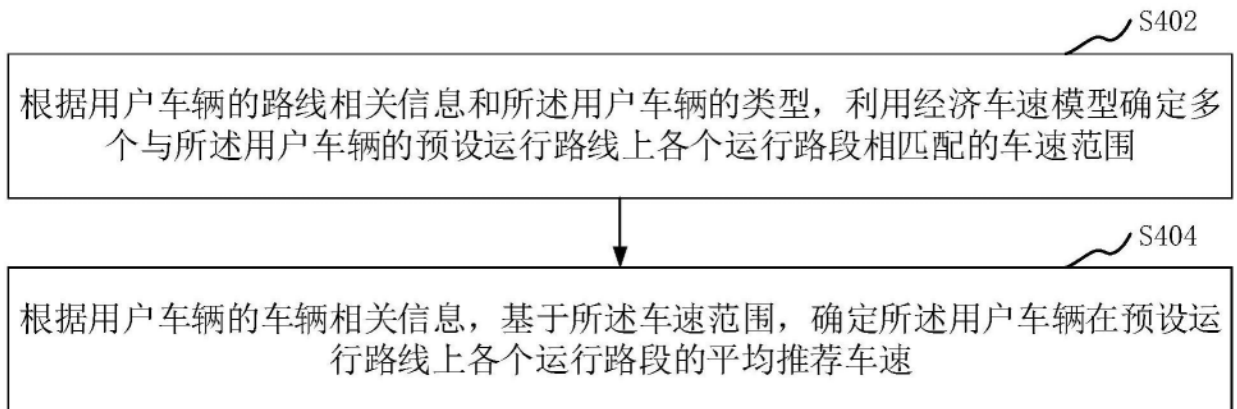 S402
根据用户车辆的路线相关信息和所述用户车辆的类型，利用经济车速模型确定多
个与所述用户车辆的预设运行路线上各个运行路段相匹配的车速范围
S404
根据用户车辆的车辆相关信息，基于所述车速范围，确定所述用户车辆在预设运
行路线上各个运行路段的平均推荐车速